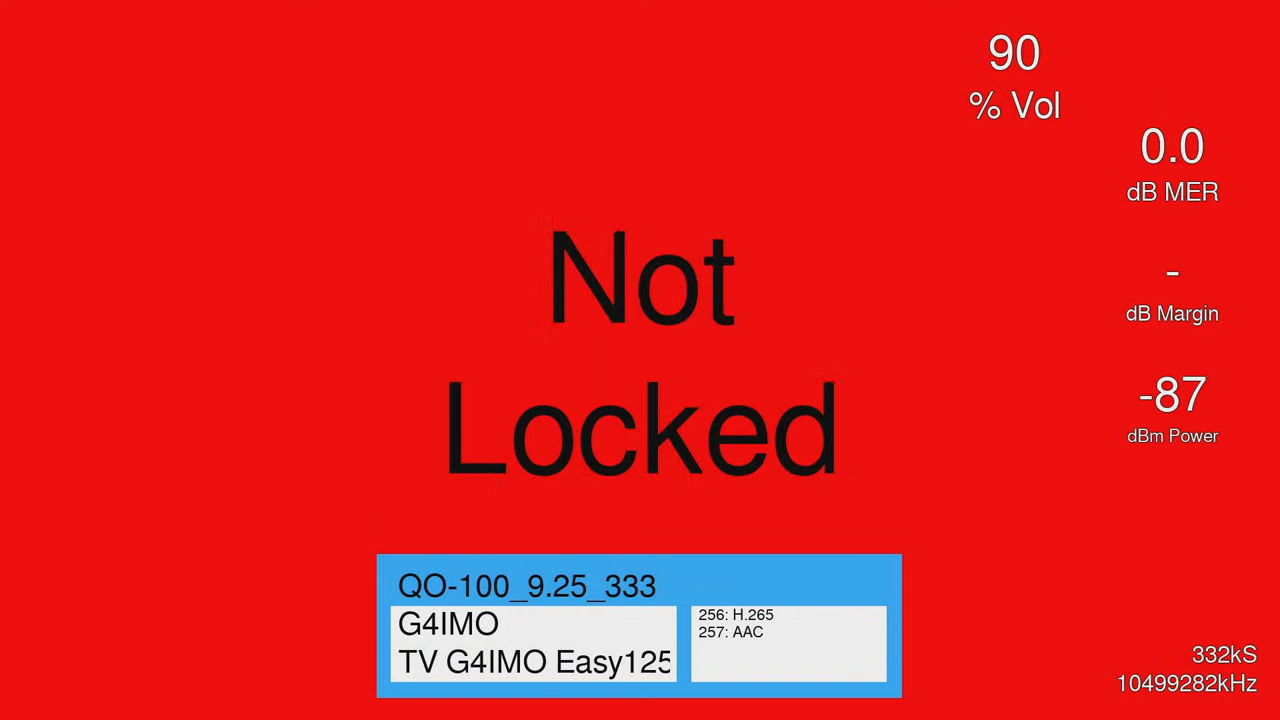 90
% Vol
0.0
dB MER
-
dB Margin
-87
dBm Power
Not
Locked
QO-100_9.25_333
G4IMO
TV G4IMO Easy125
256: H.265
257: AAC
332kS
10499282kHz